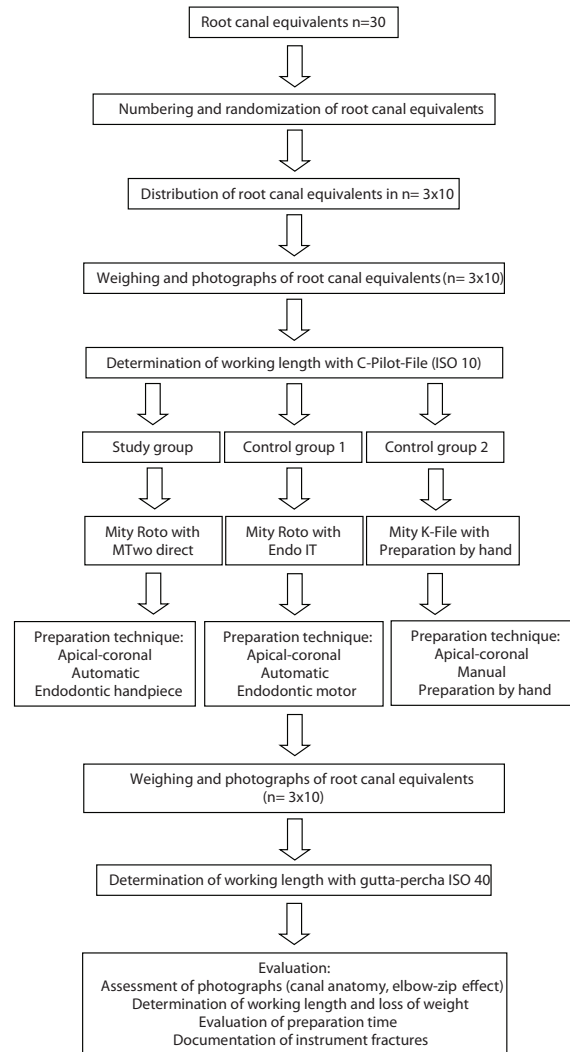 Root canal equivalents n=30
Numbering and randomization of root canal equivalents
Distribution of root canal equivalents in n= 3x10
Weighing and photographs of root canal equivalents (n= 3x10)
Determination of working length with C-Pilot-File (ISO 10)
Study group
Control group 1
Control group 2
Mity Roto with
MTwo direct
Mity Roto with
Endo IT
Mity K-File with
Preparation by hand
Preparation technique:
Apical-coronal
Automatic
Endodontic handpiece
Preparation technique:
Apical-coronal
Automatic
Endodontic motor
Preparation technique:
Apical-coronal
Manual
Preparation by hand
Weighing and photographs of root canal equivalents
(n= 3x10)
Determination of working length with gutta-percha ISO 40
Evaluation:
Assessment of photographs (canal anatomy, elbow-zip effect)
Determination of working length and loss of weight
Evaluation of preparation time
Documentation of instrument fractures